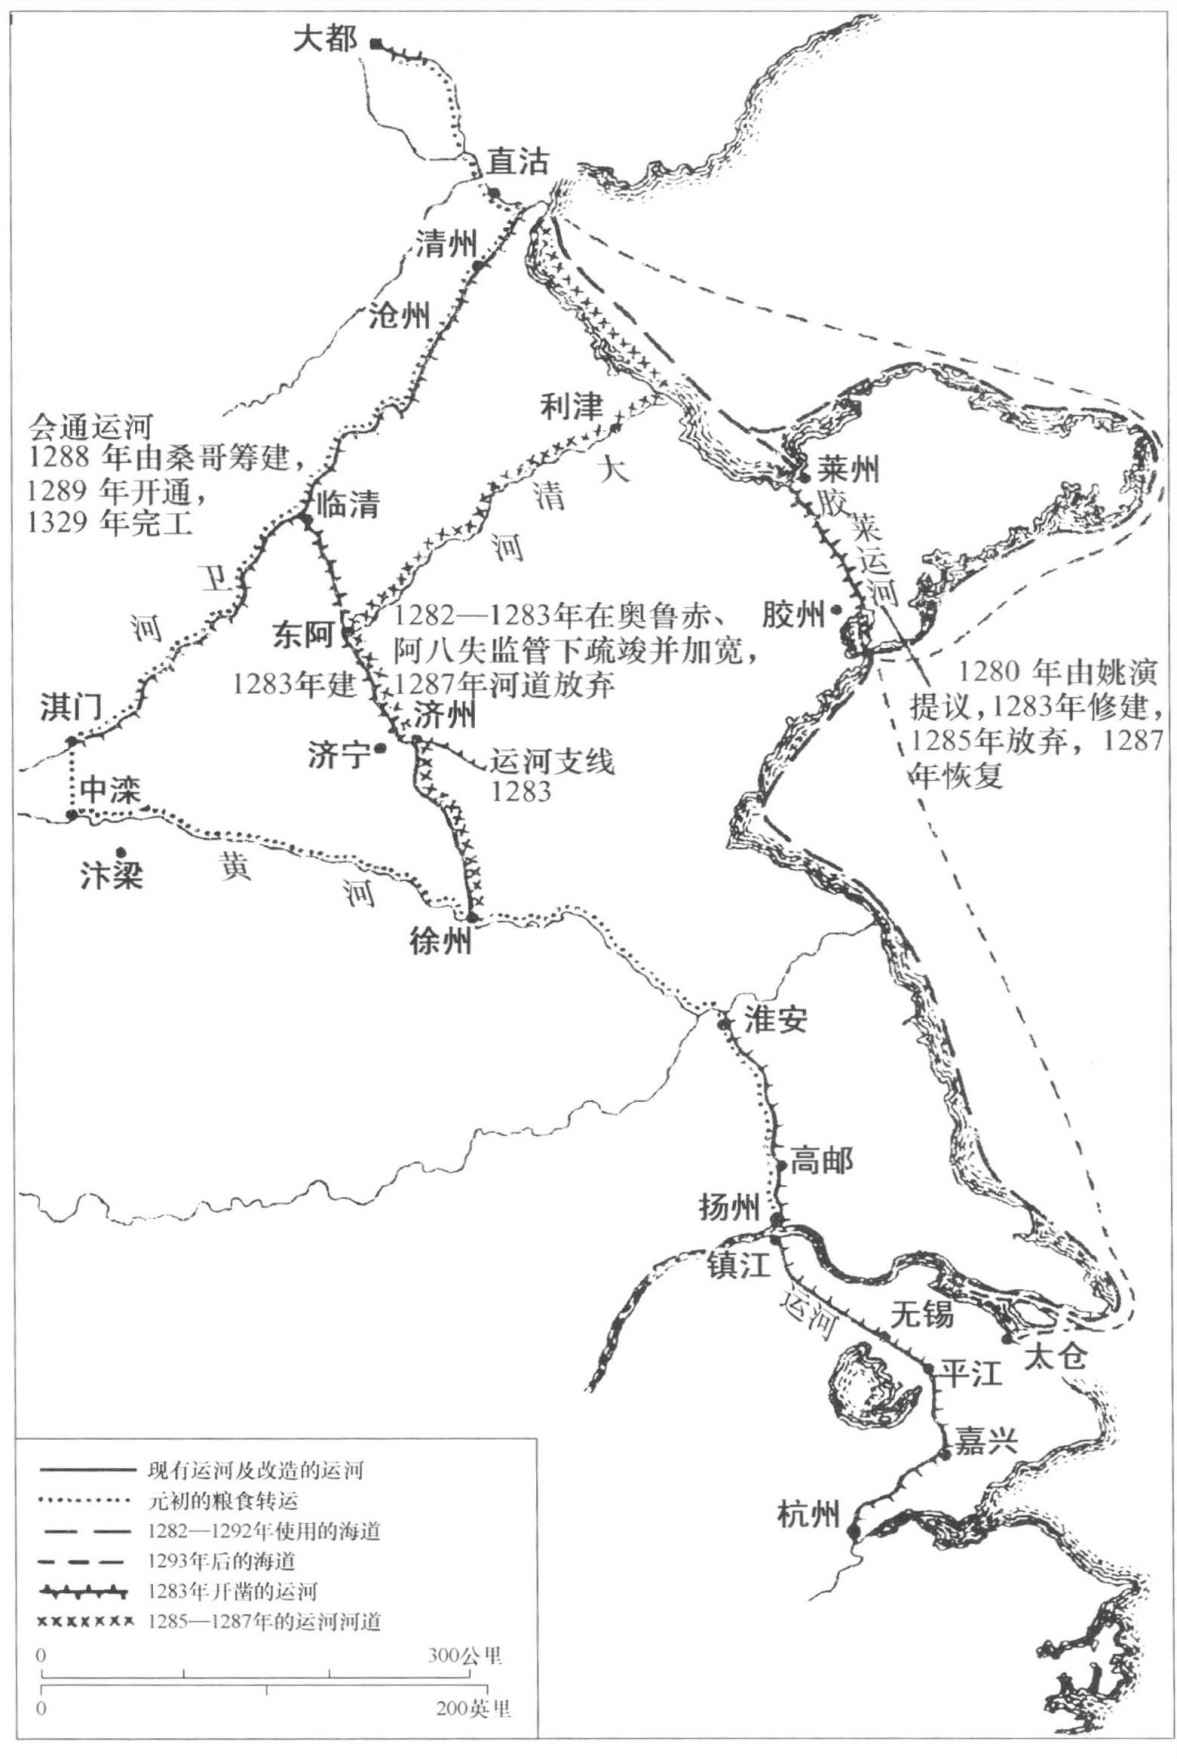 大都
直沽
清州
沧州
会通运河
1288 年由桑哥筹建，
1289 年开通，
1329 年完工
利津
大
清
河
莱州
胶
莱
运
河
临清
卫
河
胶州
东阿
1282—1283年在奥鲁赤、
阿八失监管下疏竣并加宽，
1287年河道放弃
1283年建
1280 年由姚演
提议，1283年修建，
1285年放弃，1287
年恢复
淇门
济州
济宁
运河支线
1283
中滦
汴梁
黄
河
徐州
淮安
高邮
扬州
镇江
运河
无锡
太仓
平江
嘉兴
杭州
现有运河及改造的运河
元初的粮食转运
1282—1292年使用的海道
1293年后的海道
1283年开凿的运河
1285—1287年的运河河道
0 300公里
0 200英里